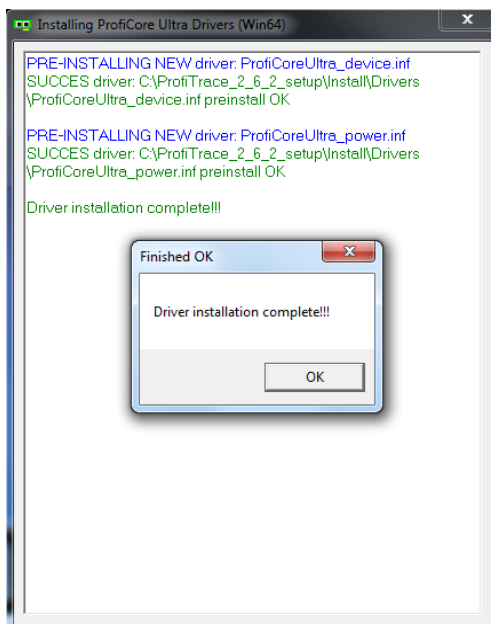 Installing ProfiCore Ultra Drivers (Win64)
PRE-INSTALLING NEW driver: ProfiCoreUltra_device.inf
SUCCES driver: C:\ProfiTrace_2_6_2_setup\Install\Drivers
\ProfiCoreUltra_device.inf preinstall OK
PRE-INSTALLING NEW driver: ProfiCoreUltra_power.inf
SUCCES driver: C:\ProfiTrace_2_6_2_setup\Install\Drivers
\ProfiCoreUltra_power.inf preinstall OK
Driver installation complete!!!
Finished OK
Driver installation complete!!!
OK